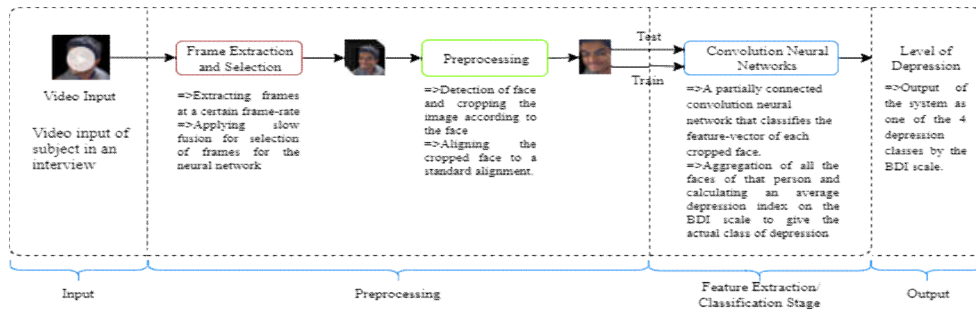 Video Input
Video input of
subject in an
interview
Frame Extraction
and Selection
=>Extracting frames
at a certain frame-rate
=>Applying slow
fusion for selection
of frames for the
neural network
Preprocessing
=>Detection of face
and cropping the
image according to
the face
=>Aligning the
cropped face to a
standard alignment.
Test
Train
Convolution Neural
Networks
=>A partially connected
convolution neural
network that classifies the
feature-vector of each
cropped face.
=>Aggregation of all the
faces of that person and
calculating an average
depression index on the
BDI scale to give the
actual class of depression
Level of
Depression
=>Output of
the system as
one of the 4
depression
classes by the
BDI scale.
Input
Preprocessing
Feature Extraction/
Classification Stage
Output